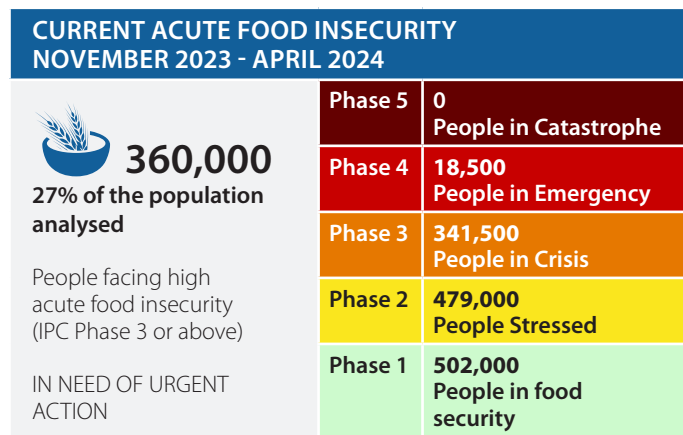 CURRENT ACUTE FOOD INSECURITY
NOVEMBER 2023 - APRIL 2024
360,000
27% of the population
analysed
People facing high
acute food insecurity
(IPC Phase 3 or above)
IN NEED OF URGENT
ACTION
Phase 5
0
People in Catastrophe
Phase 4
18,500
People in Emergency
Phase 3
341,500
People in Crisis
Phase 2
479,000
People Stressed
Phase 1
502,000
People in food
security